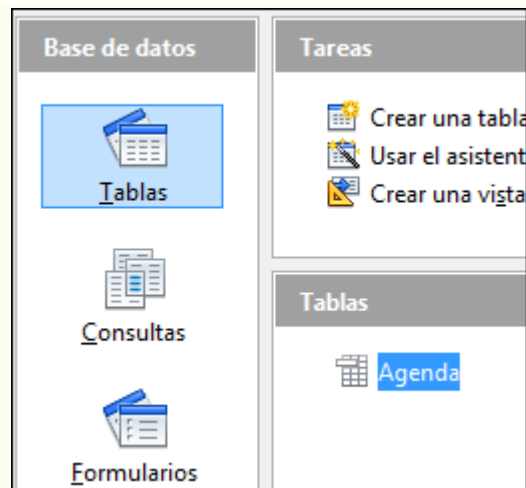 Base de datos
Tablas
Consultas
Formularios
Tareas
Crear una tabla
Usar el asistent
Crear una vista
Tablas
Agenda